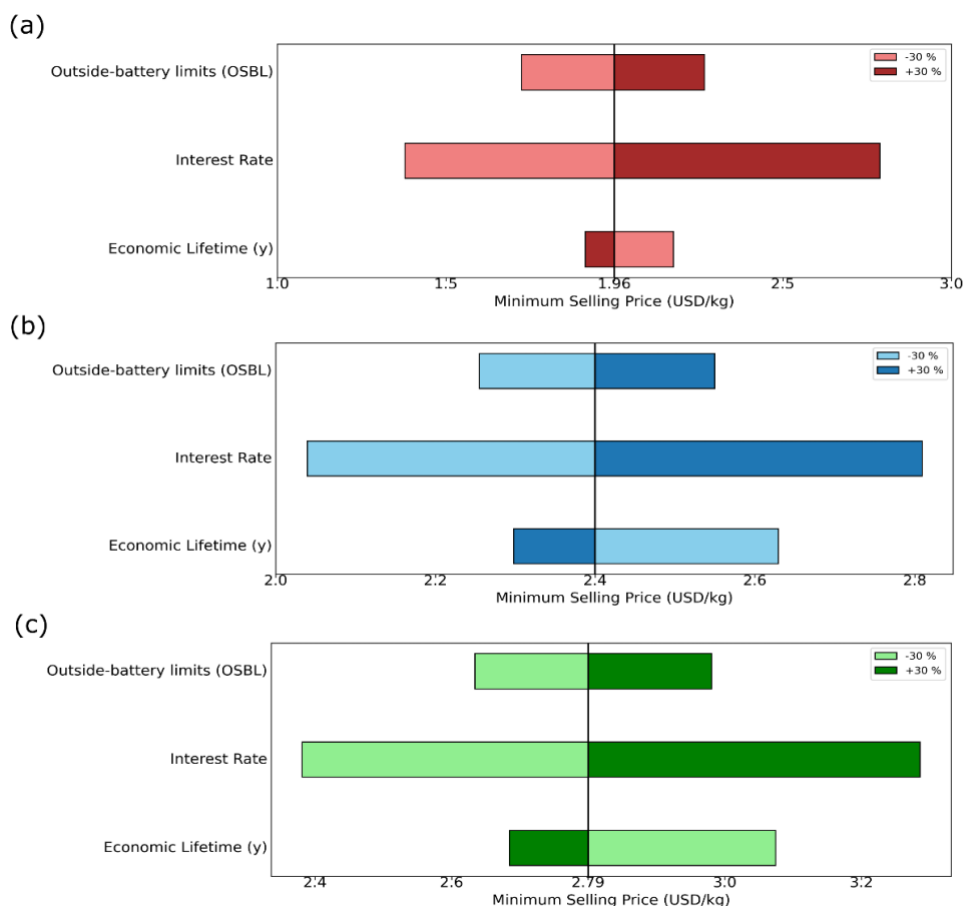 (a)
Outside-battery limits (OSBL)
Interest Rate
Economic Lifetime (y)
-30 %
+30 %
1.0 1.5 1.96 2.5 3.0
Minimum Selling Price (USD/kg)
(b)
Outside-battery limits (OSBL)
Interest Rate
Economic Lifetime (y)
-30 %
+30 %
2.0 2.2 2.4 2.6 2.8
Minimum Selling Price (USD/kg)
(c)
Outside-battery limits (OSBL)
Interest Rate
Economic Lifetime (y)
-30 %
+30 %
2.4 2.6 2.79 3.0 3.2
Minimum Selling Price (USD/kg)